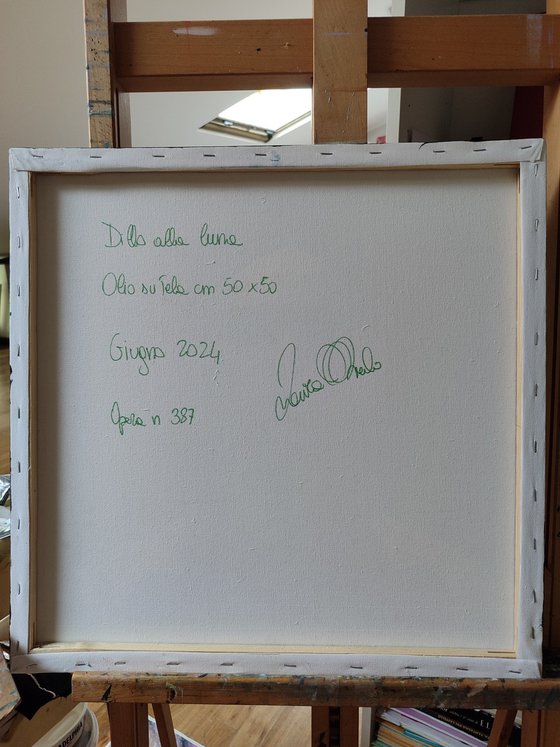 Dillo alla luna
Olio su Tela cm 50 x 50
Giugno 2024
Opera n 387